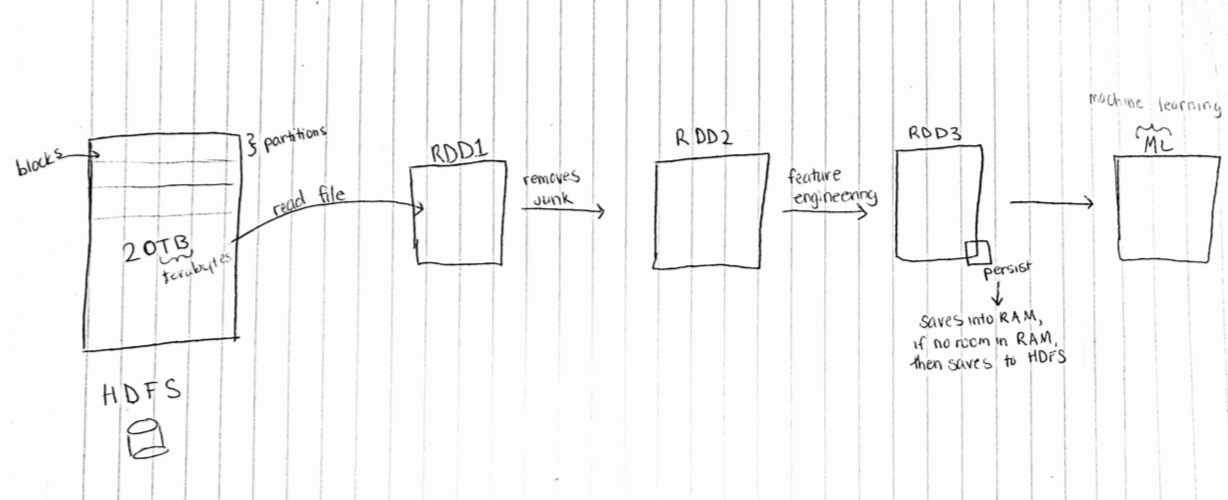 blocks
partitions
20TB
terabytes
HDFS
read file
RDD1
removes
junk
RDD2
feature
engineering
RDD3
persist
saves into RAM,
if no room in RAM,
then saves to HDFS
machine learning
ML